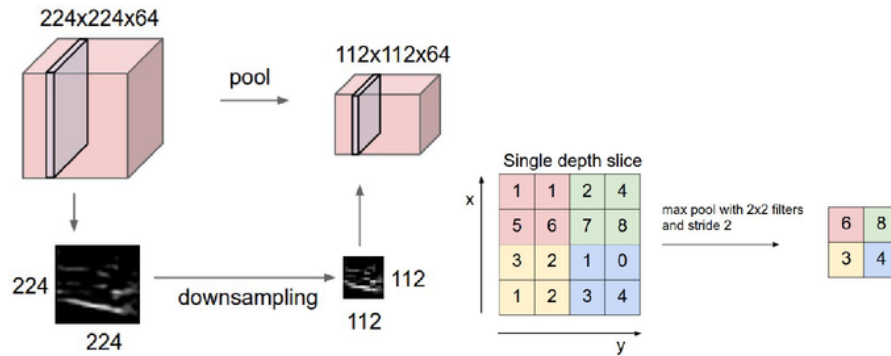 224x224x64
pool
112x112x64
224
224
downsampling
112
112
Single depth slice
x
1 1 2 4
5 6 7 8
3 2 1 0
1 2 3 4
y
max pool with 2x2 filters
and stride 2
6 8
3 4